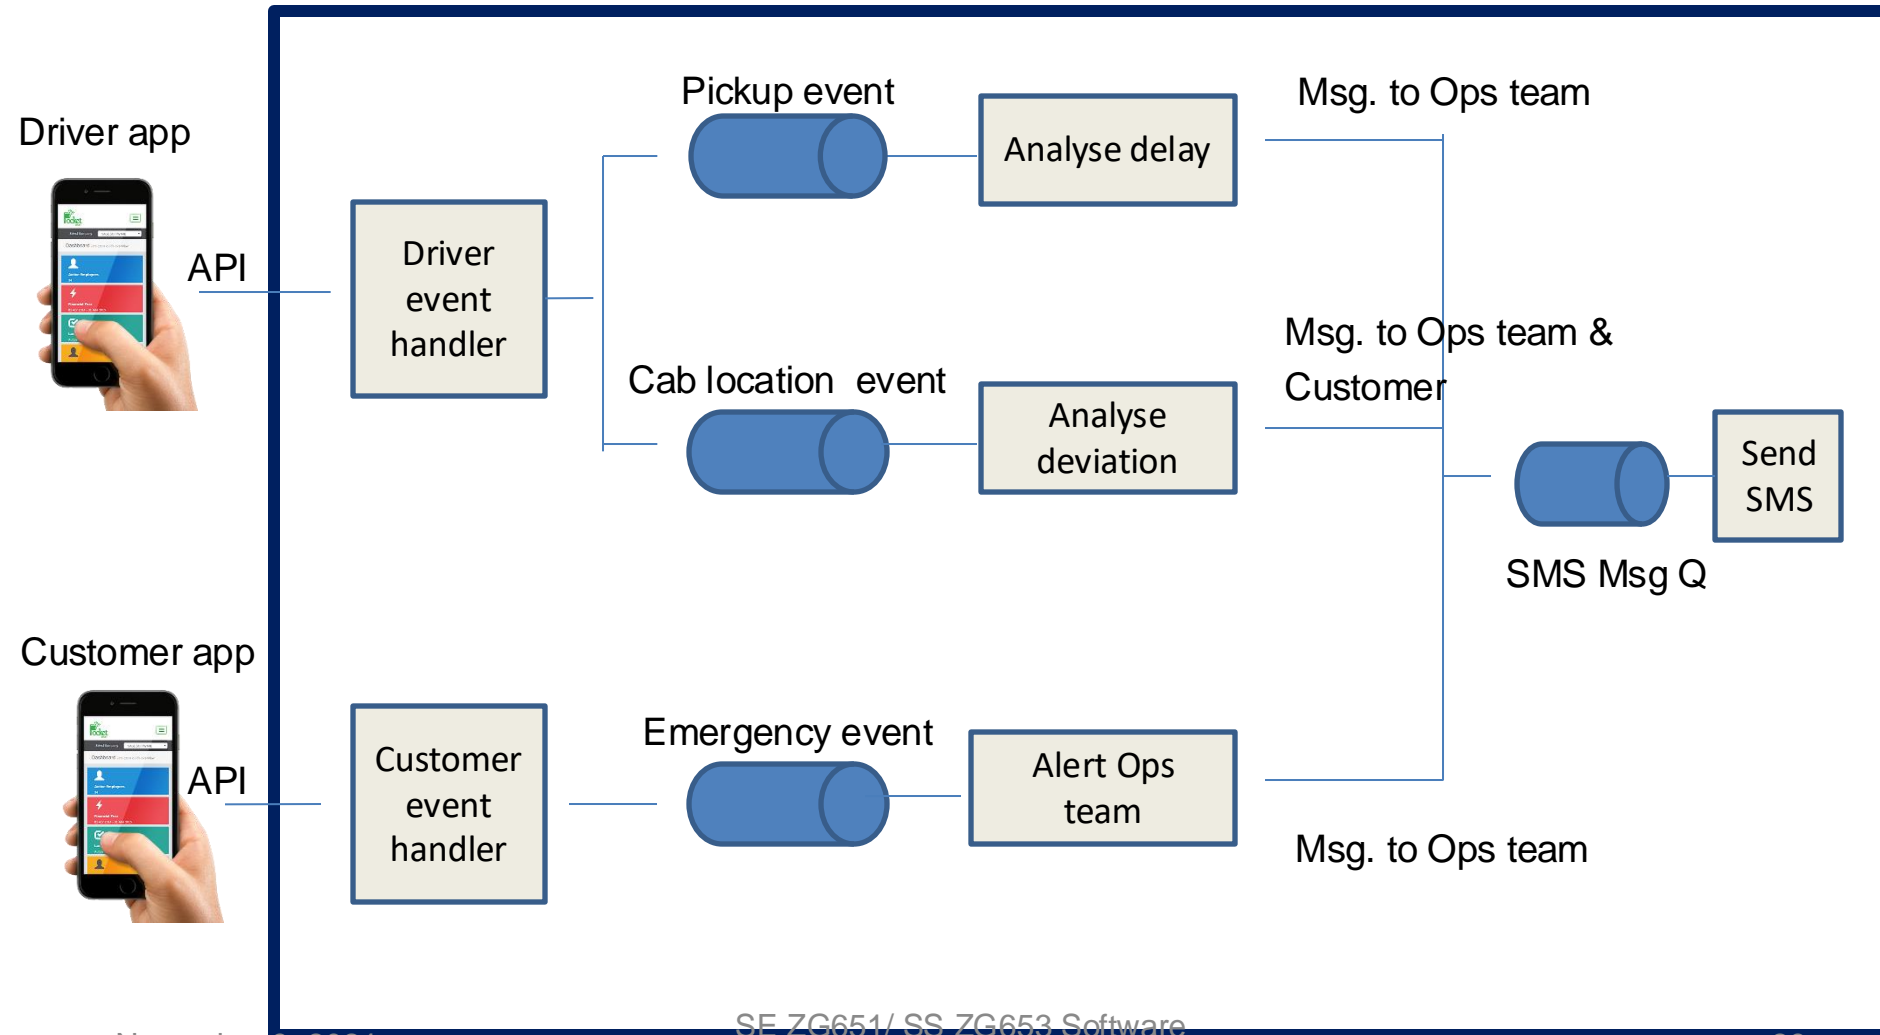 Pickup event
Msg. to Ops team
Driver app
Analyse delay
API
Driver
event
handler
Msg. to Ops team &
Customer
Cab location event
Analyse
deviation
Send
SMS
SMS Msg Q
Customer app
Emergency event
API
Customer
event
handler
Alert Ops
team
Msg. to Ops team
SE ZG651/ SS ZG653 Software